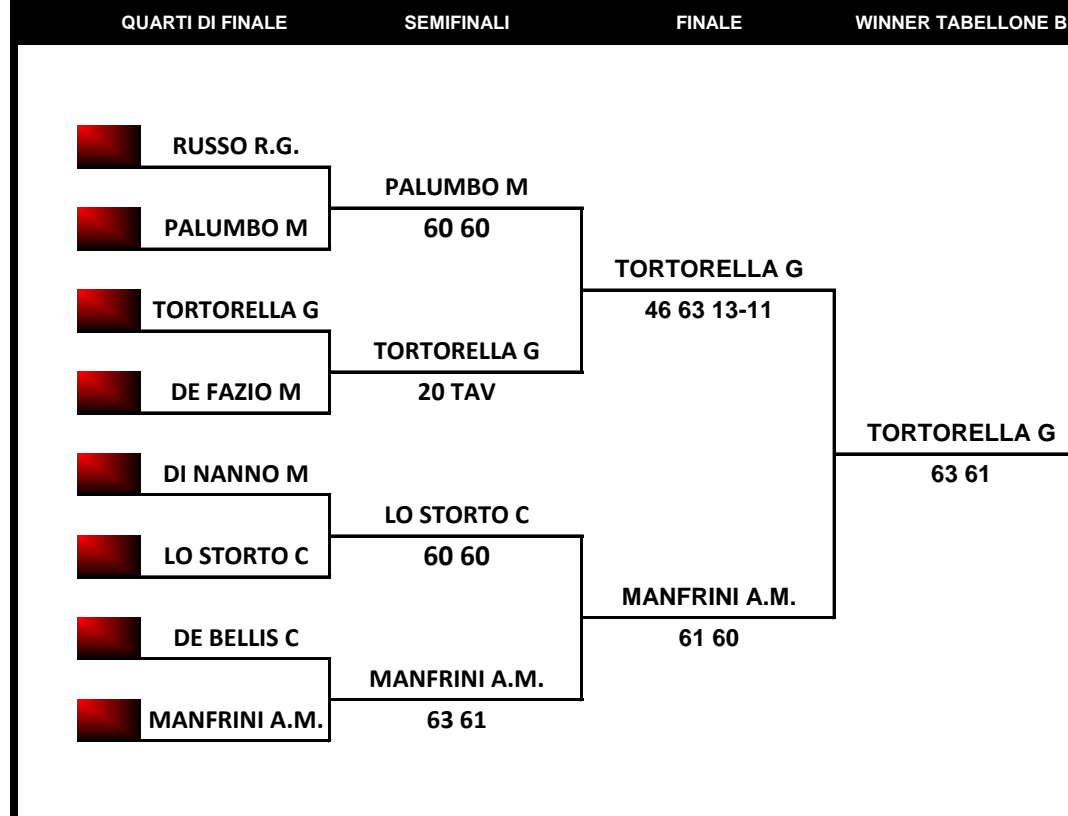 QUARTI DI FINALE SEMIFINALI FINALE WINNER TABELLONE B
RUSSO R.G.
PALUMBO M
PALUMBO M
60 60
TORTORELLA G
TORTORELLA G
46 63 13-11
TORTORELLA G
DE FAZIO M
20 TAV
TORTORELLA G
DI NANNO M
63 61
LO STORTO C
LO STORTO C
60 60
MANFRINI A.M.
DE BELLIS C
61 60
MANFRINI A.M.
MANFRINI A.M.
63 61